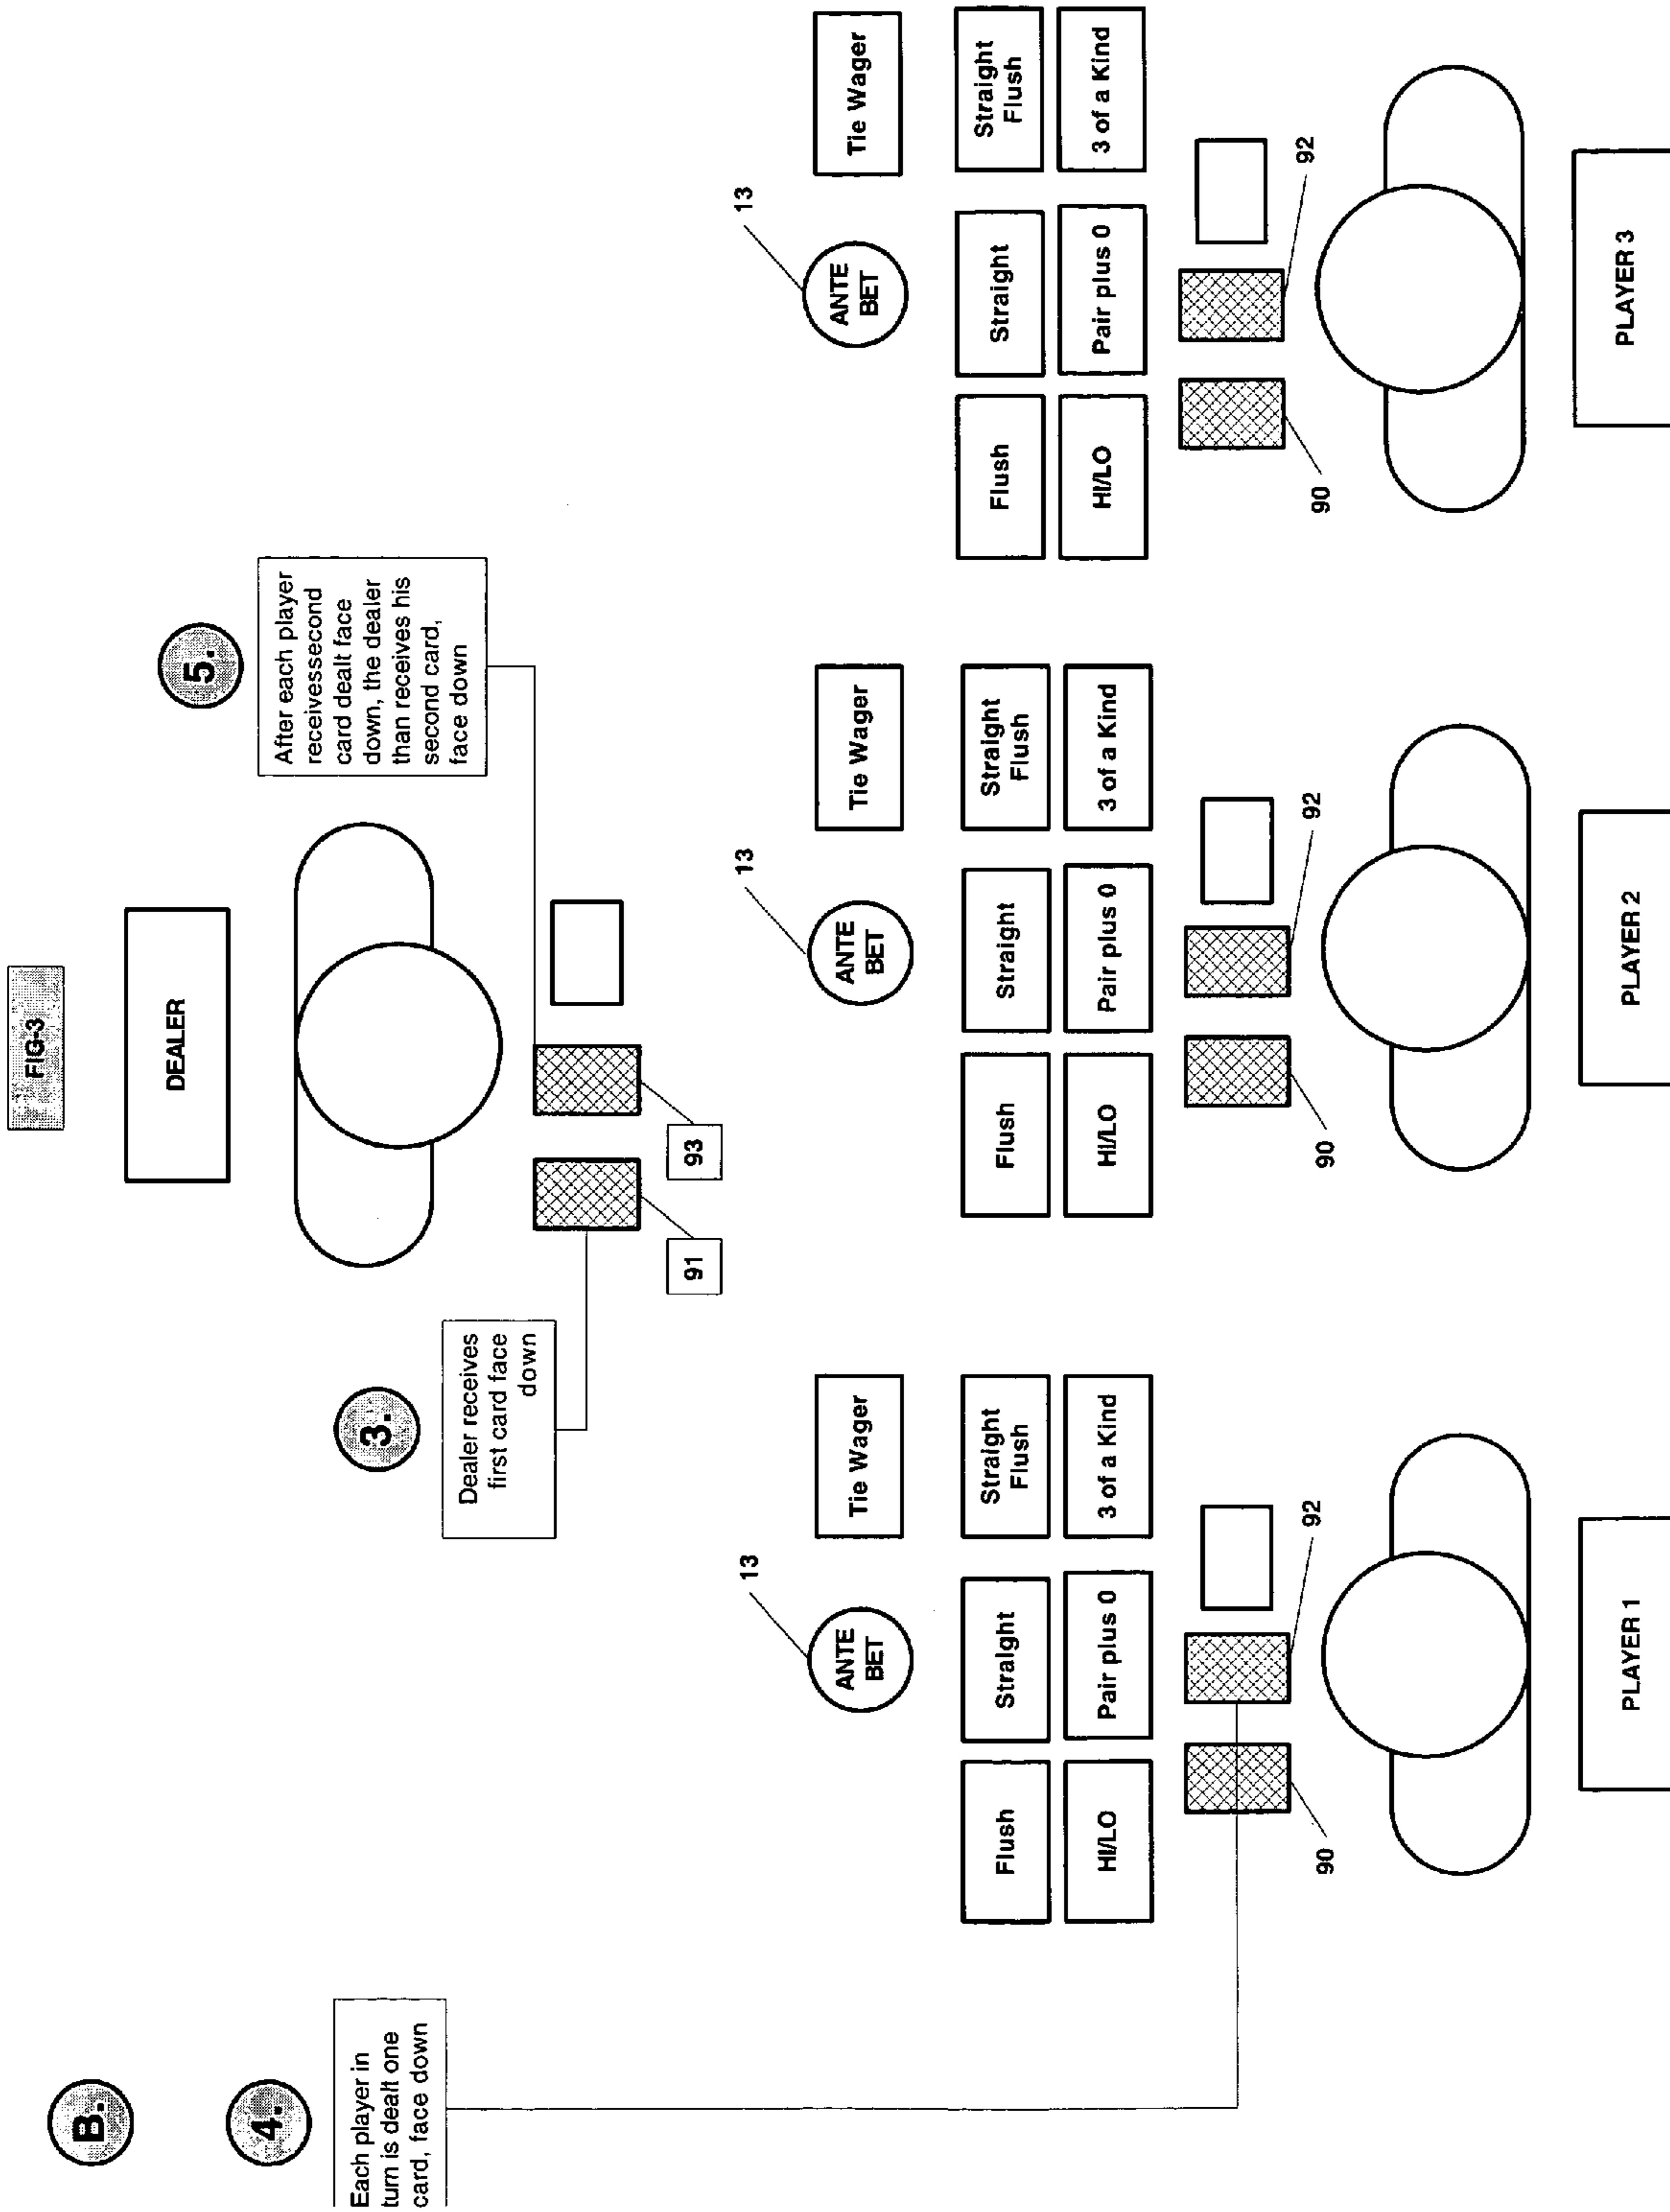 FIG-3
B.
DEALER
4.
Each player in
turn is dealt one
card, face down
3.
Dealer receives
first card face
down
5.
After each player
receivessecond
card dealt face
down, the dealer
than receives his
second card,
face down
91
93
13
ANTE
BET
Tie Wager
Flush
Straight
Straight
Flush
HI/LO
Pair plus 0
3 of a Kind
90
92
PLAYER 1
13
ANTE
BET
Tie Wager
Flush
Straight
Straight
Flush
HI/LO
Pair plus 0
3 of a Kind
90
92
PLAYER 2
13
ANTE
BET
Tie Wager
Flush
Straight
Straight
Flush
HI/LO
Pair plus 0
3 of a Kind
90
92
PLAYER 3